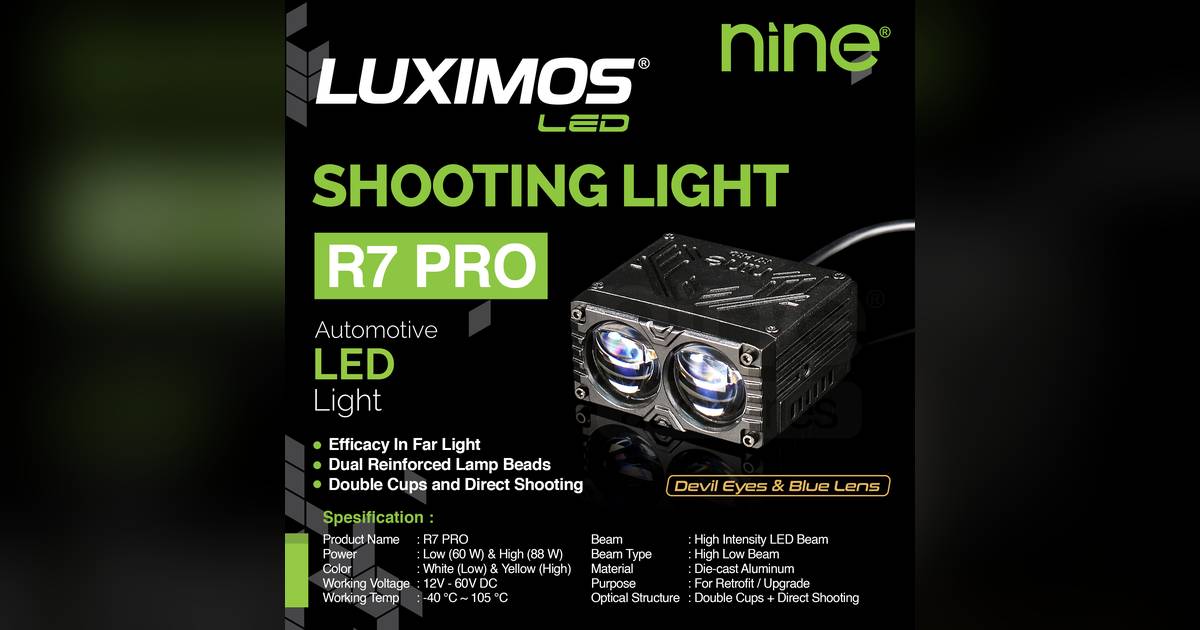 nine®
LUXIMOS®
LED
SHOOTING LIGHT
R7 PRO
Automotive
LED
Light
Efficacy In Far Light
Dual Reinforced Lamp Beads
Double Cups and Direct Shooting
Devil Eyes & Blue Lens
Spesification :
Product Name : R7 PRO
Power : Low (60 W) & High (88 W)
Color : White (Low) & Yellow (High)
Working Voltage : 12V - 60V DC
Working Temp : -40 °C ~ 105 °C
Beam : High Intensity LED Beam
Beam Type : High Low Beam
Material : Die-cast Aluminum
Purpose : For Retrofit / Upgrade
Optical Structure : Double Cups + Direct Shooting